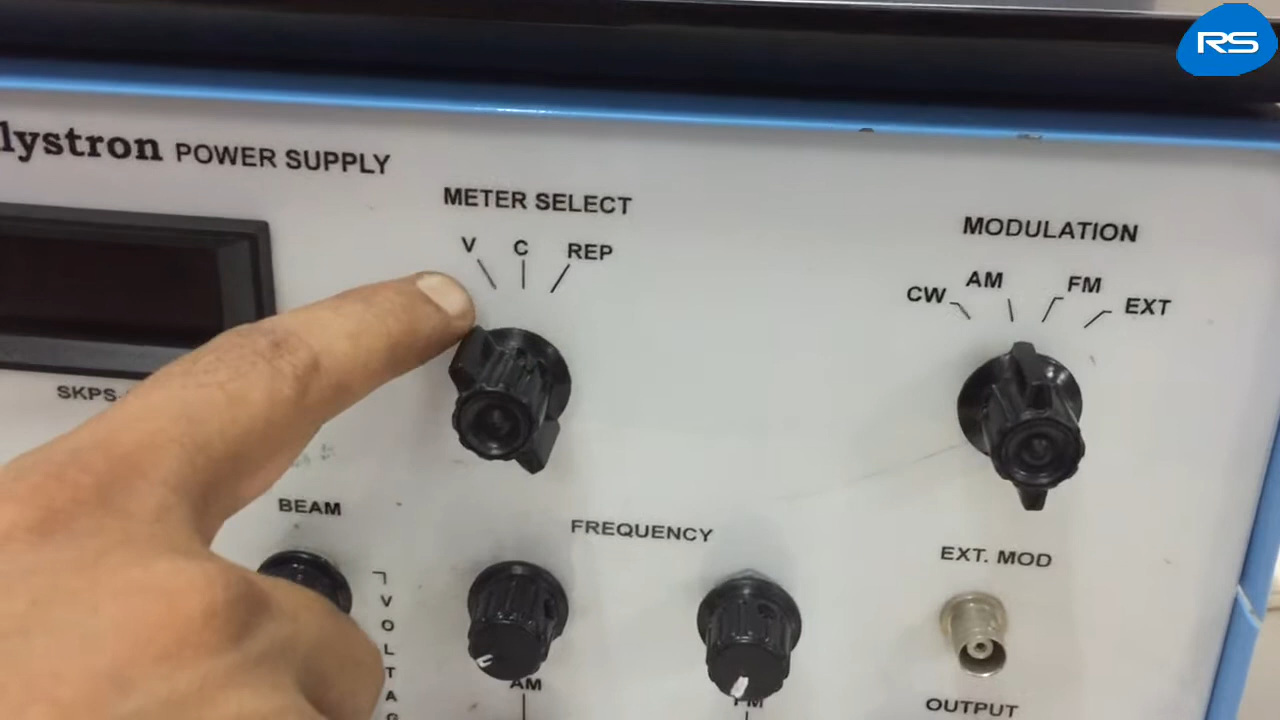 RS
lystron POWER SUPPLY
METER SELECT
V C REP
MODULATION
CW AM FM EXT
SKPS-
BEAM
FREQUENCY
VOLTAG
EXT. MOD
AM
FM
OUTPUT